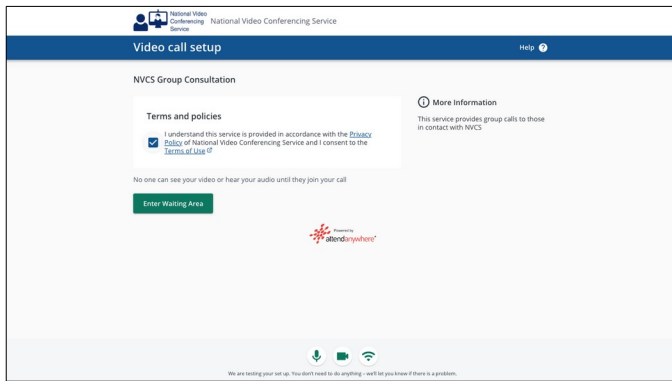 National Video
Conferencing
Service
National Video Conferencing Service
Video call setup
Help ?
NVCS Group Consultation
Terms and policies
I understand this service is provided in accordance with the Privacy
Policy of National Video Conferencing Service and I consent to the
Terms of Use
No one can see your video or hear your audio until they join your call
Enter Waiting Area
i More Information
This service provides group calls to those
in contact with NVCS
Powered by
attendanywhere
We are testing your set up. You don't need to do anything – we'll let you know if there is a problem.